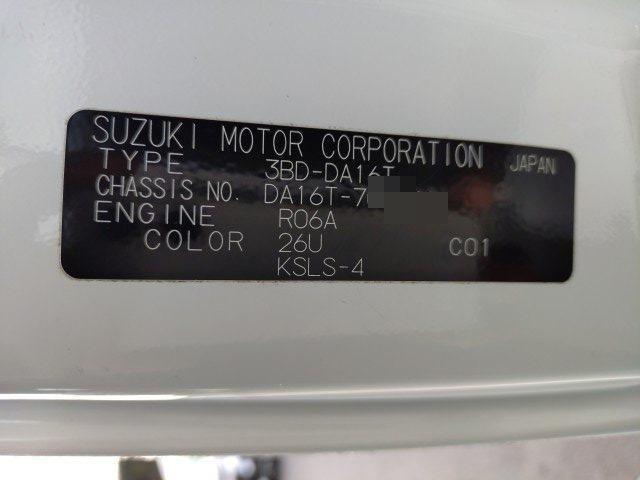 SUZUKI MOTOR CORPORATION JAPAN
TYPE 3BD-DA16T
CHASSIS NO. DA16T-7
ENGINE R06A
COLOR 26U C01
KSLS-4